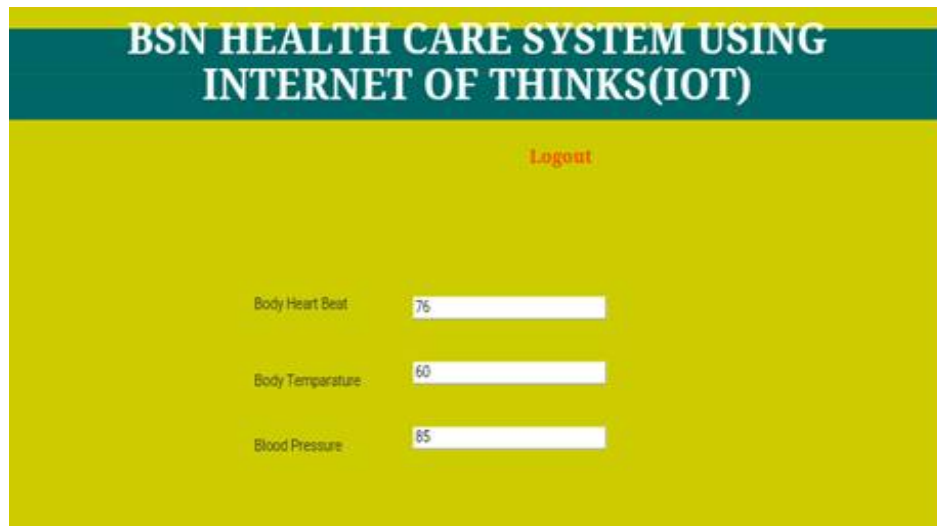 BSN HEALTH CARE SYSTEM USING
INTERNET OF THINKS(IOT)
Logout
Body Heart Beat 76
Body Temparature 60
Blood Pressure 85